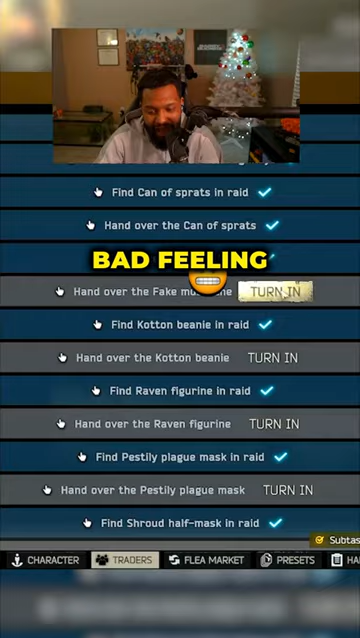 Find Can of sprats in raid
Hand over the Can of sprats
BAD FEELING
Hand over the Fake TURN IN
Find Kotton beanie in raid
Hand over the Kotton beanie TURN IN
Find Raven figurine in raid
Hand over the Raven figurine TURN IN
Find Pestily plague mask in raid
Hand over the Pestily plague mask TURN IN
Find Shroud half-mask in raid
Subtas
CHARACTER TRADERS FLEA MARKET PRESETS HA